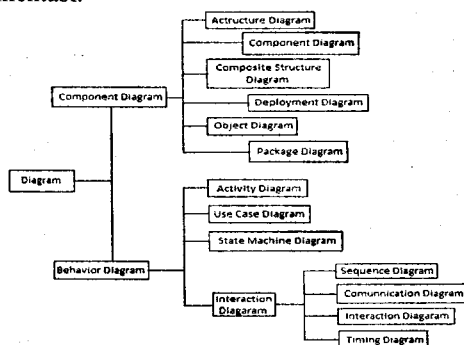 Actructure Diagram
Component Diagram
Composite Structure
Diagram
Component Diagram
Deployment Diagram
Object Diagram
Package Diagram
Diagram
Activity Diagram
Use Case Diagram
State Machine Diagram
Behavior Diagram
Interaction
Diagaram
Sequence Diagram
Comunnication Diagram
Interaction Diagaram
Timing Diagram